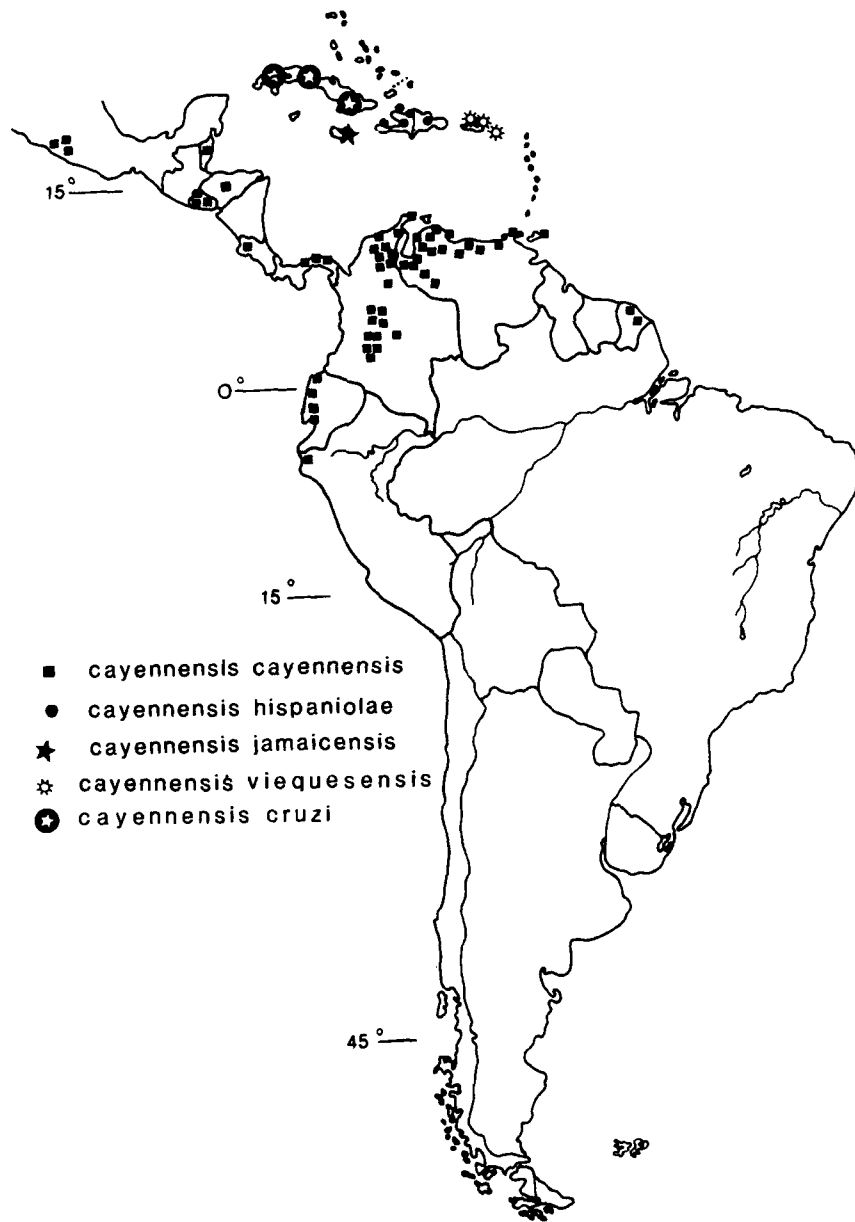 15°
0°
15°
cayennensis cayennensis
cayennensis hispaniolae
cayennensis jamaicensis
cayennensis viequesensis
cayennensis cruzi
45°